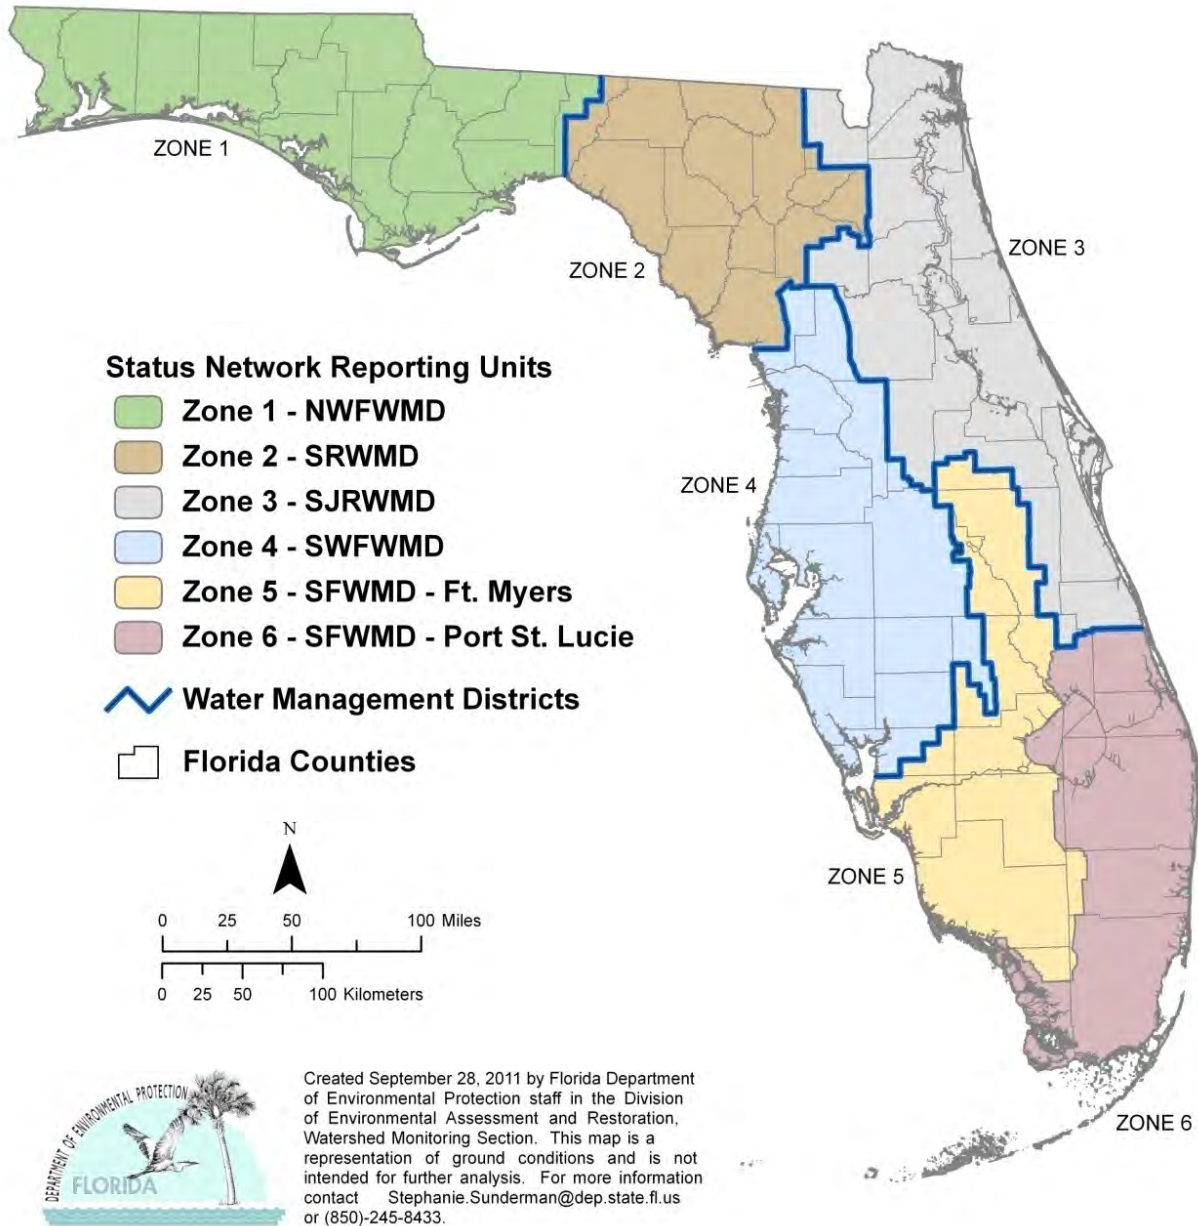 ZONE 1
ZONE 2
ZONE 3
Status Network Reporting Units
Zone 1 - NWFWMD
Zone 2 - SRWMD
Zone 3 - SJRWMD
Zone 4 - SWFWMD
Zone 5 - SFWMD - Ft. Myers
Zone 6 - SFWMD - Port St. Lucie
Water Management Districts
Florida Counties
ZONE 4
ZONE 5
ZONE 6
N
0 25 50 100 Miles
0 25 50 100 Kilometers
DEPARTMENT OF ENVIRONMENTAL PROTECTION
FLORIDA
Created September 28, 2011 by Florida Department
of Environmental Protection staff in the Division
of Environmental Assessment and Restoration,
Watershed Monitoring Section. This map is a
representation of ground conditions and is not
intended for further analysis. For more information
contact Stephanie.Sunderman@dep.state.fl.us
or (850)-245-8433.